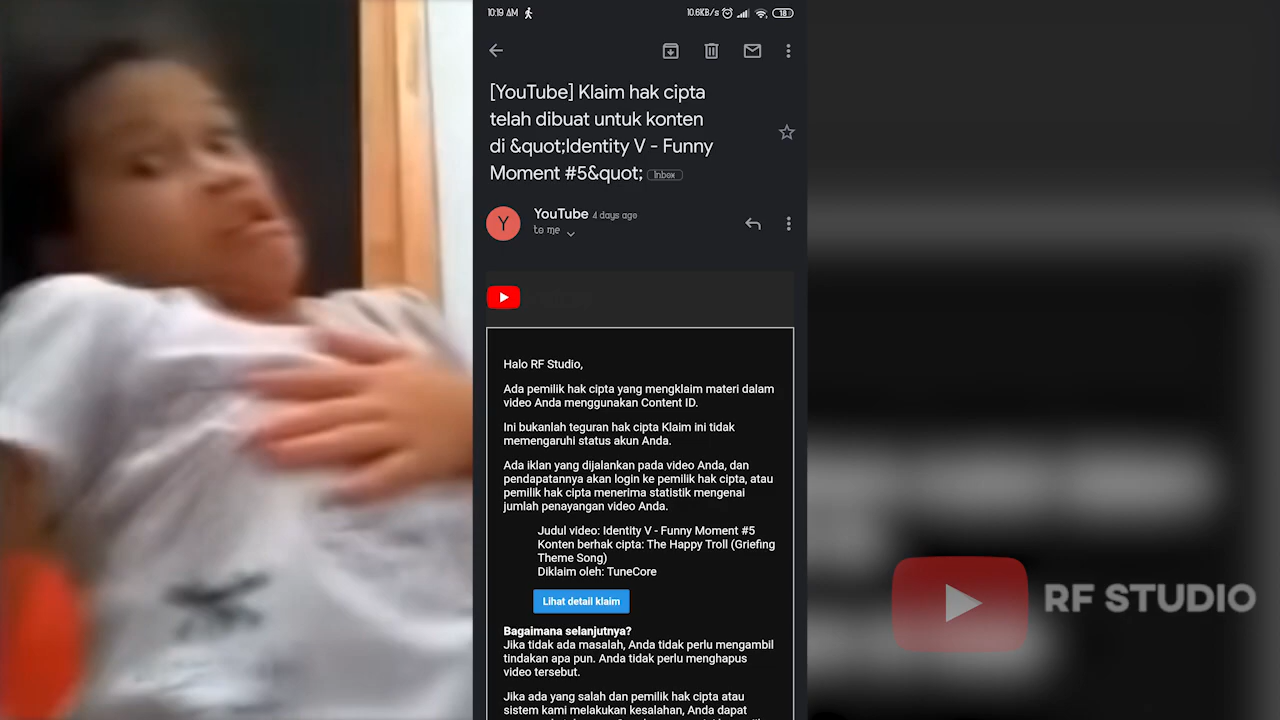 10:19 AM
10.6KB/s
18
[YouTube] Klaim hak cipta
telah dibuat untuk konten
di &quot;Identity V - Funny
Moment #5&quot; Inbox
Y
YouTube 4 days ago
to me
Halo RF Studio,
Ada pemilik hak cipta yang mengklaim materi dalam
video Anda menggunakan Content ID.
Ini bukanlah teguran hak cipta Klaim ini tidak
memengaruhi status akun Anda.
Ada iklan yang dijalankan pada video Anda, dan
pendapatannya akan login ke pemilik hak cipta, atau
pemilik hak cipta menerima statistik mengenai
jumlah penayangan video Anda.
Judul video: Identity V - Funny Moment #5
Konten berhak cipta: The Happy Troll (Griefing
Theme Song)
Diklaim oleh: TuneCore
Lihat detail klaim
Bagaimana selanjutnya?
Jika tidak ada masalah, Anda tidak perlu mengambil
tindakan apa pun. Anda tidak perlu menghapus
video tersebut.
Jika ada yang salah dan pemilik hak cipta atau
sistem kami melakukan kesalahan, Anda dapat
RF STUDIO